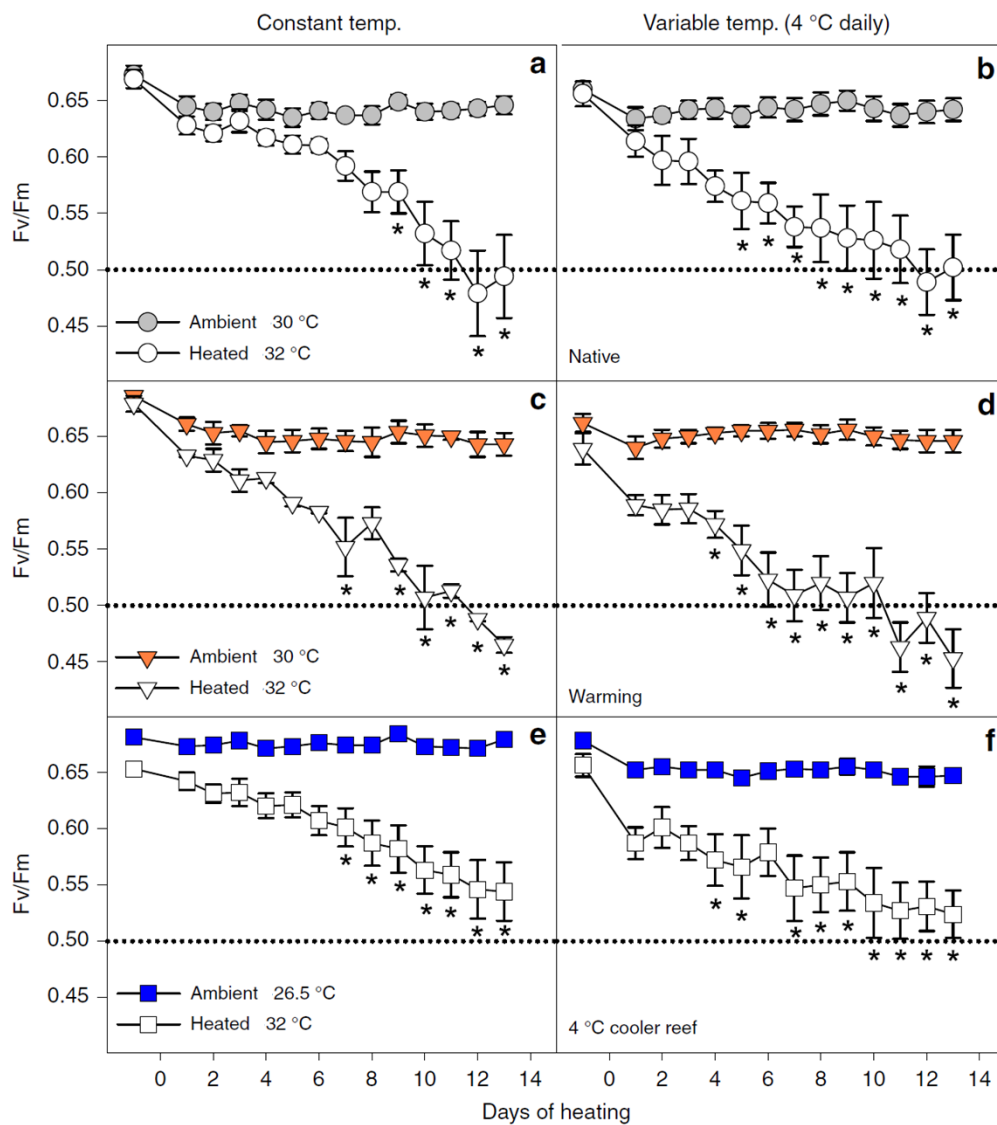 Constant temp. Variable temp. (4 °C daily)
a b
0.65
0.60
0.55
0.50
0.45
Fv/Fm
* * * * *
* * * * * * * * *
Ambient 30 °C
Heated 32 °C
Native
c d
0.65
0.60
0.55
0.50
0.45
Fv/Fm
* * * * * *
* * * * * * * * * *
Ambient 30 °C
Heated 32 °C
Warming
e f
0.65
0.60
0.55
0.50
0.45
Fv/Fm
* * * * * * *
* * * * * * * * *
Ambient 26.5 °C
Heated 32 °C
4 °C cooler reef
0 2 4 6 8 10 12 14 0 2 4 6 8 10 12 14
Days of heating